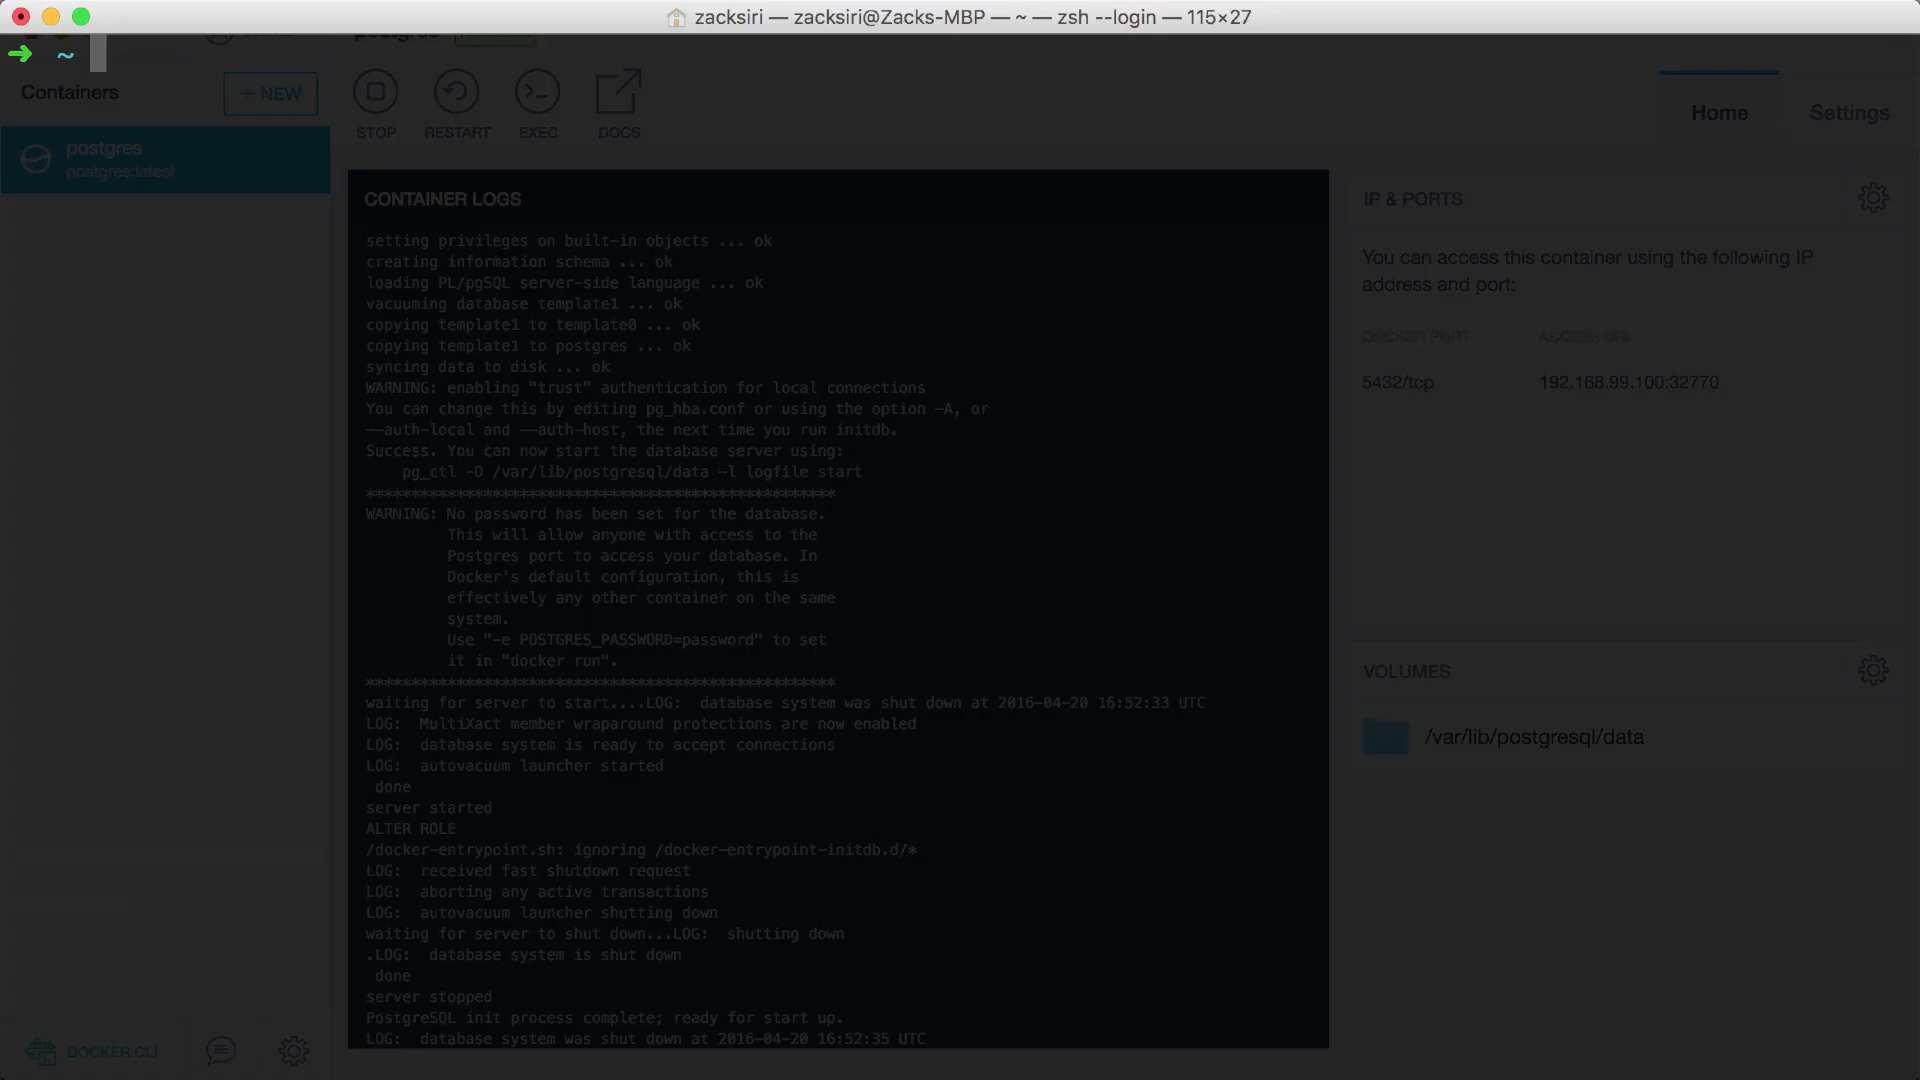 zacksiri — zacksiri@Zacks-MBP — ~ — zsh --login — 115×27
➜ ~
postgres
Containers
+ NEW
STOP
RESTART
EXEC
DOCS
Home
Settings
postgres
postgres:latest
CONTAINER LOGS
setting privileges on built-in objects ... ok
creating information schema ... ok
loading PL/pgSQL server-side language ... ok
vacuuming database template1 ... ok
copying template1 to template0 ... ok
copying template1 to postgres ... ok
syncing data to disk ... ok
WARNING: enabling "trust" authentication for local connections
You can change this by editing pg_hba.conf or using the option -A, or
--auth-local and --auth-host, the next time you run initdb.
Success. You can now start the database server using:
pg_ctl -D /var/lib/postgresql/data -l logfile start
****************************************************
WARNING: No password has been set for the database.
This will allow anyone with access to the
Postgres port to access your database. In
Docker's default configuration, this is
effectively any other container on the same
system.
Use "-e POSTGRES_PASSWORD=password" to set
it in "docker run".
****************************************************
waiting for server to start....LOG:  database system was shut down at 2016-04-20 16:52:33 UTC
LOG:  MultiXact member wraparound protections are now enabled
LOG:  database system is ready to accept connections
LOG:  autovacuum launcher started
done
server started
ALTER ROLE
/docker-entrypoint.sh: ignoring /docker-entrypoint-initdb.d/*
LOG:  received fast shutdown request
LOG:  aborting any active transactions
LOG:  autovacuum launcher shutting down
waiting for server to shut down...LOG:  shutting down
.LOG:  database system is shut down
done
server stopped
PostgreSQL init process complete; ready for start up.
LOG:  database system was shut down at 2016-04-20 16:52:35 UTC
IP & PORTS
You can access this container using the following IP
address and port:
DOCKER PORT
ACCESS URL
5432/tcp
192.168.99.100:32770
VOLUMES
/var/lib/postgresql/data
DOCKER CLI